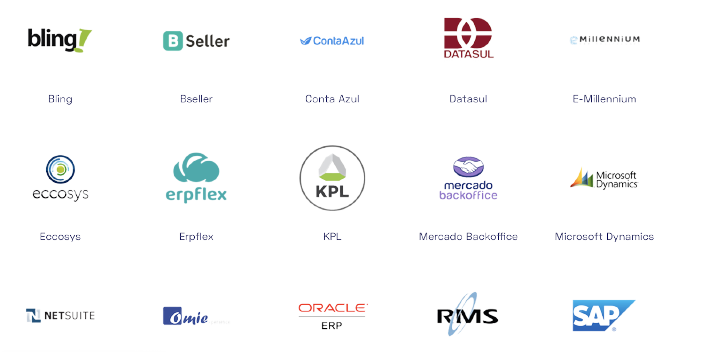 bling!
B Seller
ContaAzul
DATASUL
eMILLENNIUM
Bling
Bseller
Conta Azul
Datasul
E-Millennium
eccosys
erpflex
KPL
mercado
backoffice
Microsoft
Dynamics
Eccosys
Erpflex
KPL
Mercado Backoffice
Microsoft Dynamics
NETSUITE
Omie
ORACLE
ERP
RMS
SAP